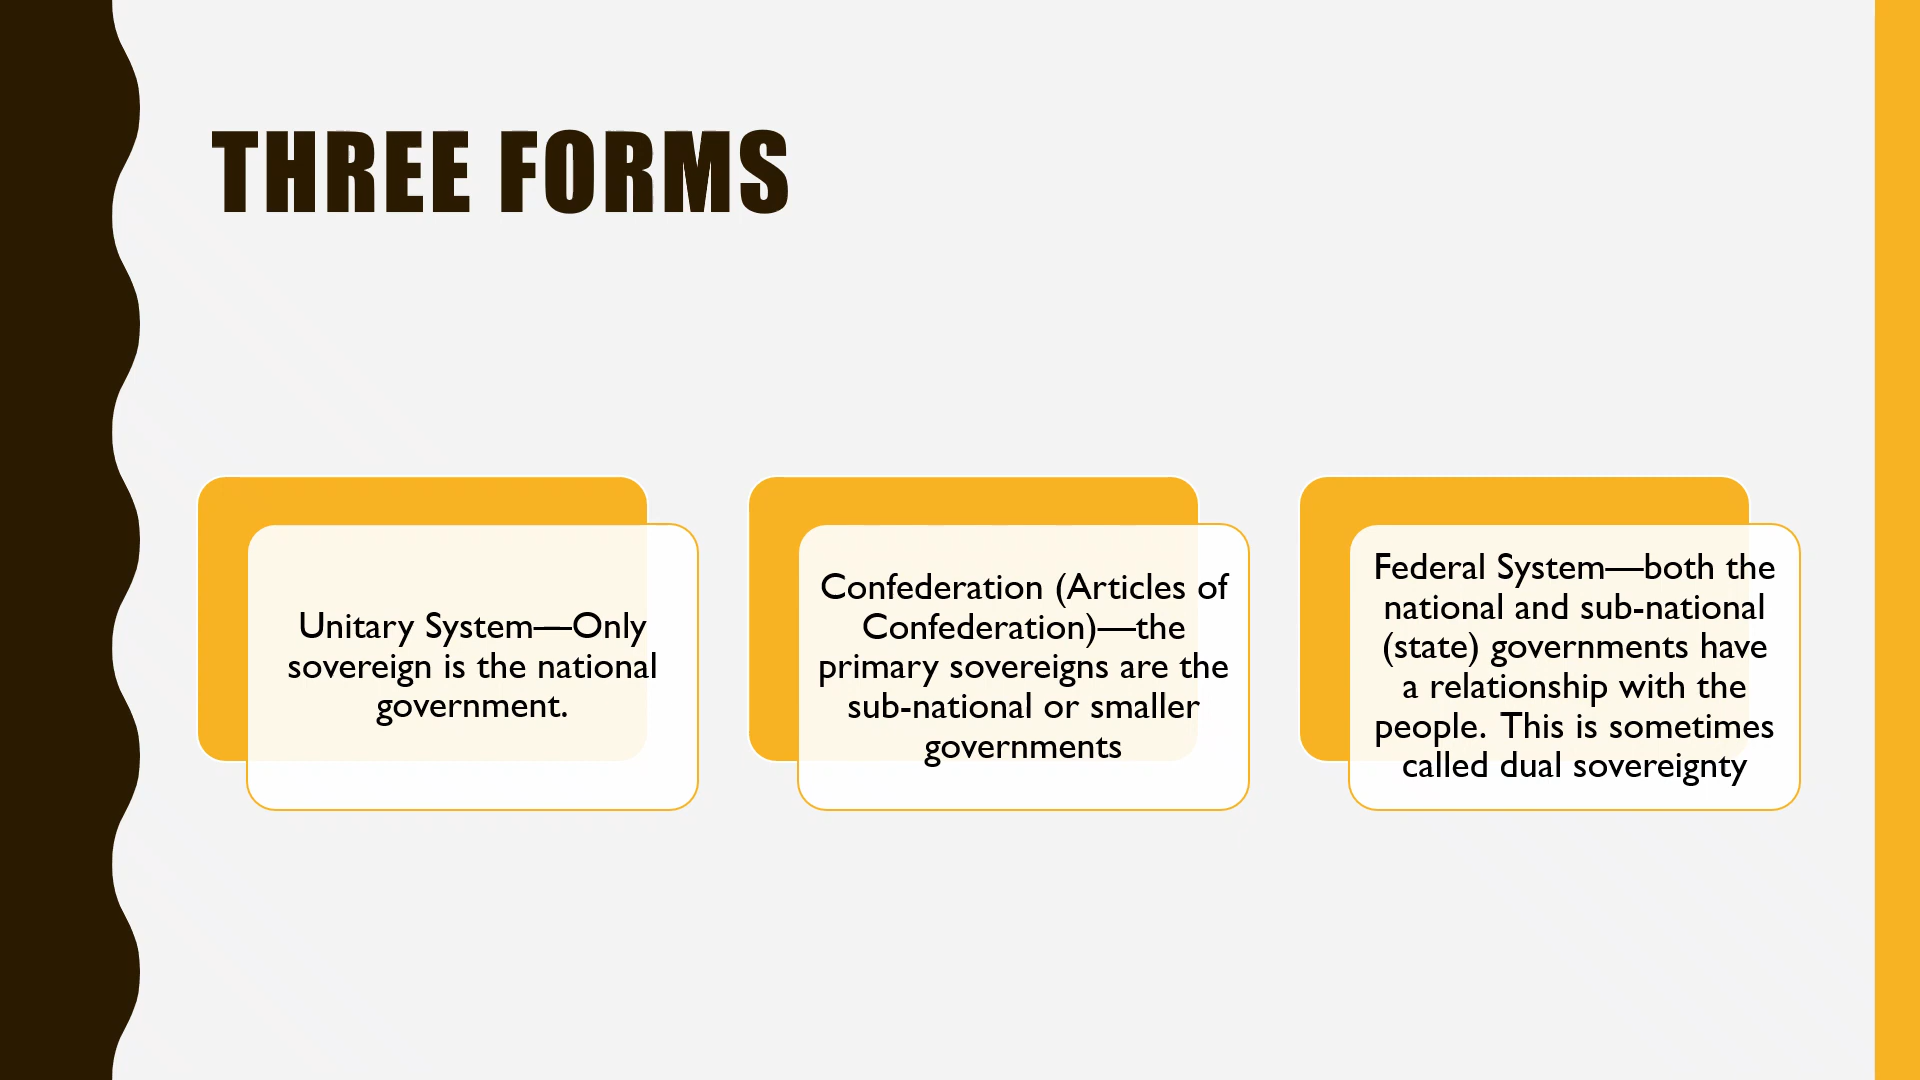 THREE FORMS
Unitary System—Only
sovereign is the national
government.
Confederation (Articles of
Confederation)—the
primary sovereigns are the
sub-national or smaller
governments
Federal System—both the
national and sub-national
(state) governments have
a relationship with the
people. This is sometimes
called dual sovereignty